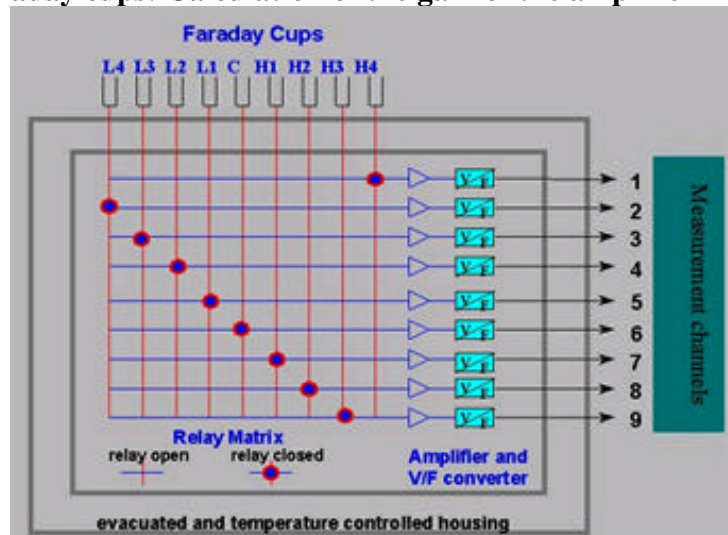 Faraday Cups
L4 L3 L2 L1 C H1 H2 H3 H4
V F 1
V F 2
V F 3
V F 4
V F 5
V F 6
V F 7
V F 8
V F 9
Measurement channels
Relay Matrix
relay open relay closed
Amplifier and
V/F converter
evacuated and temperature controlled housing